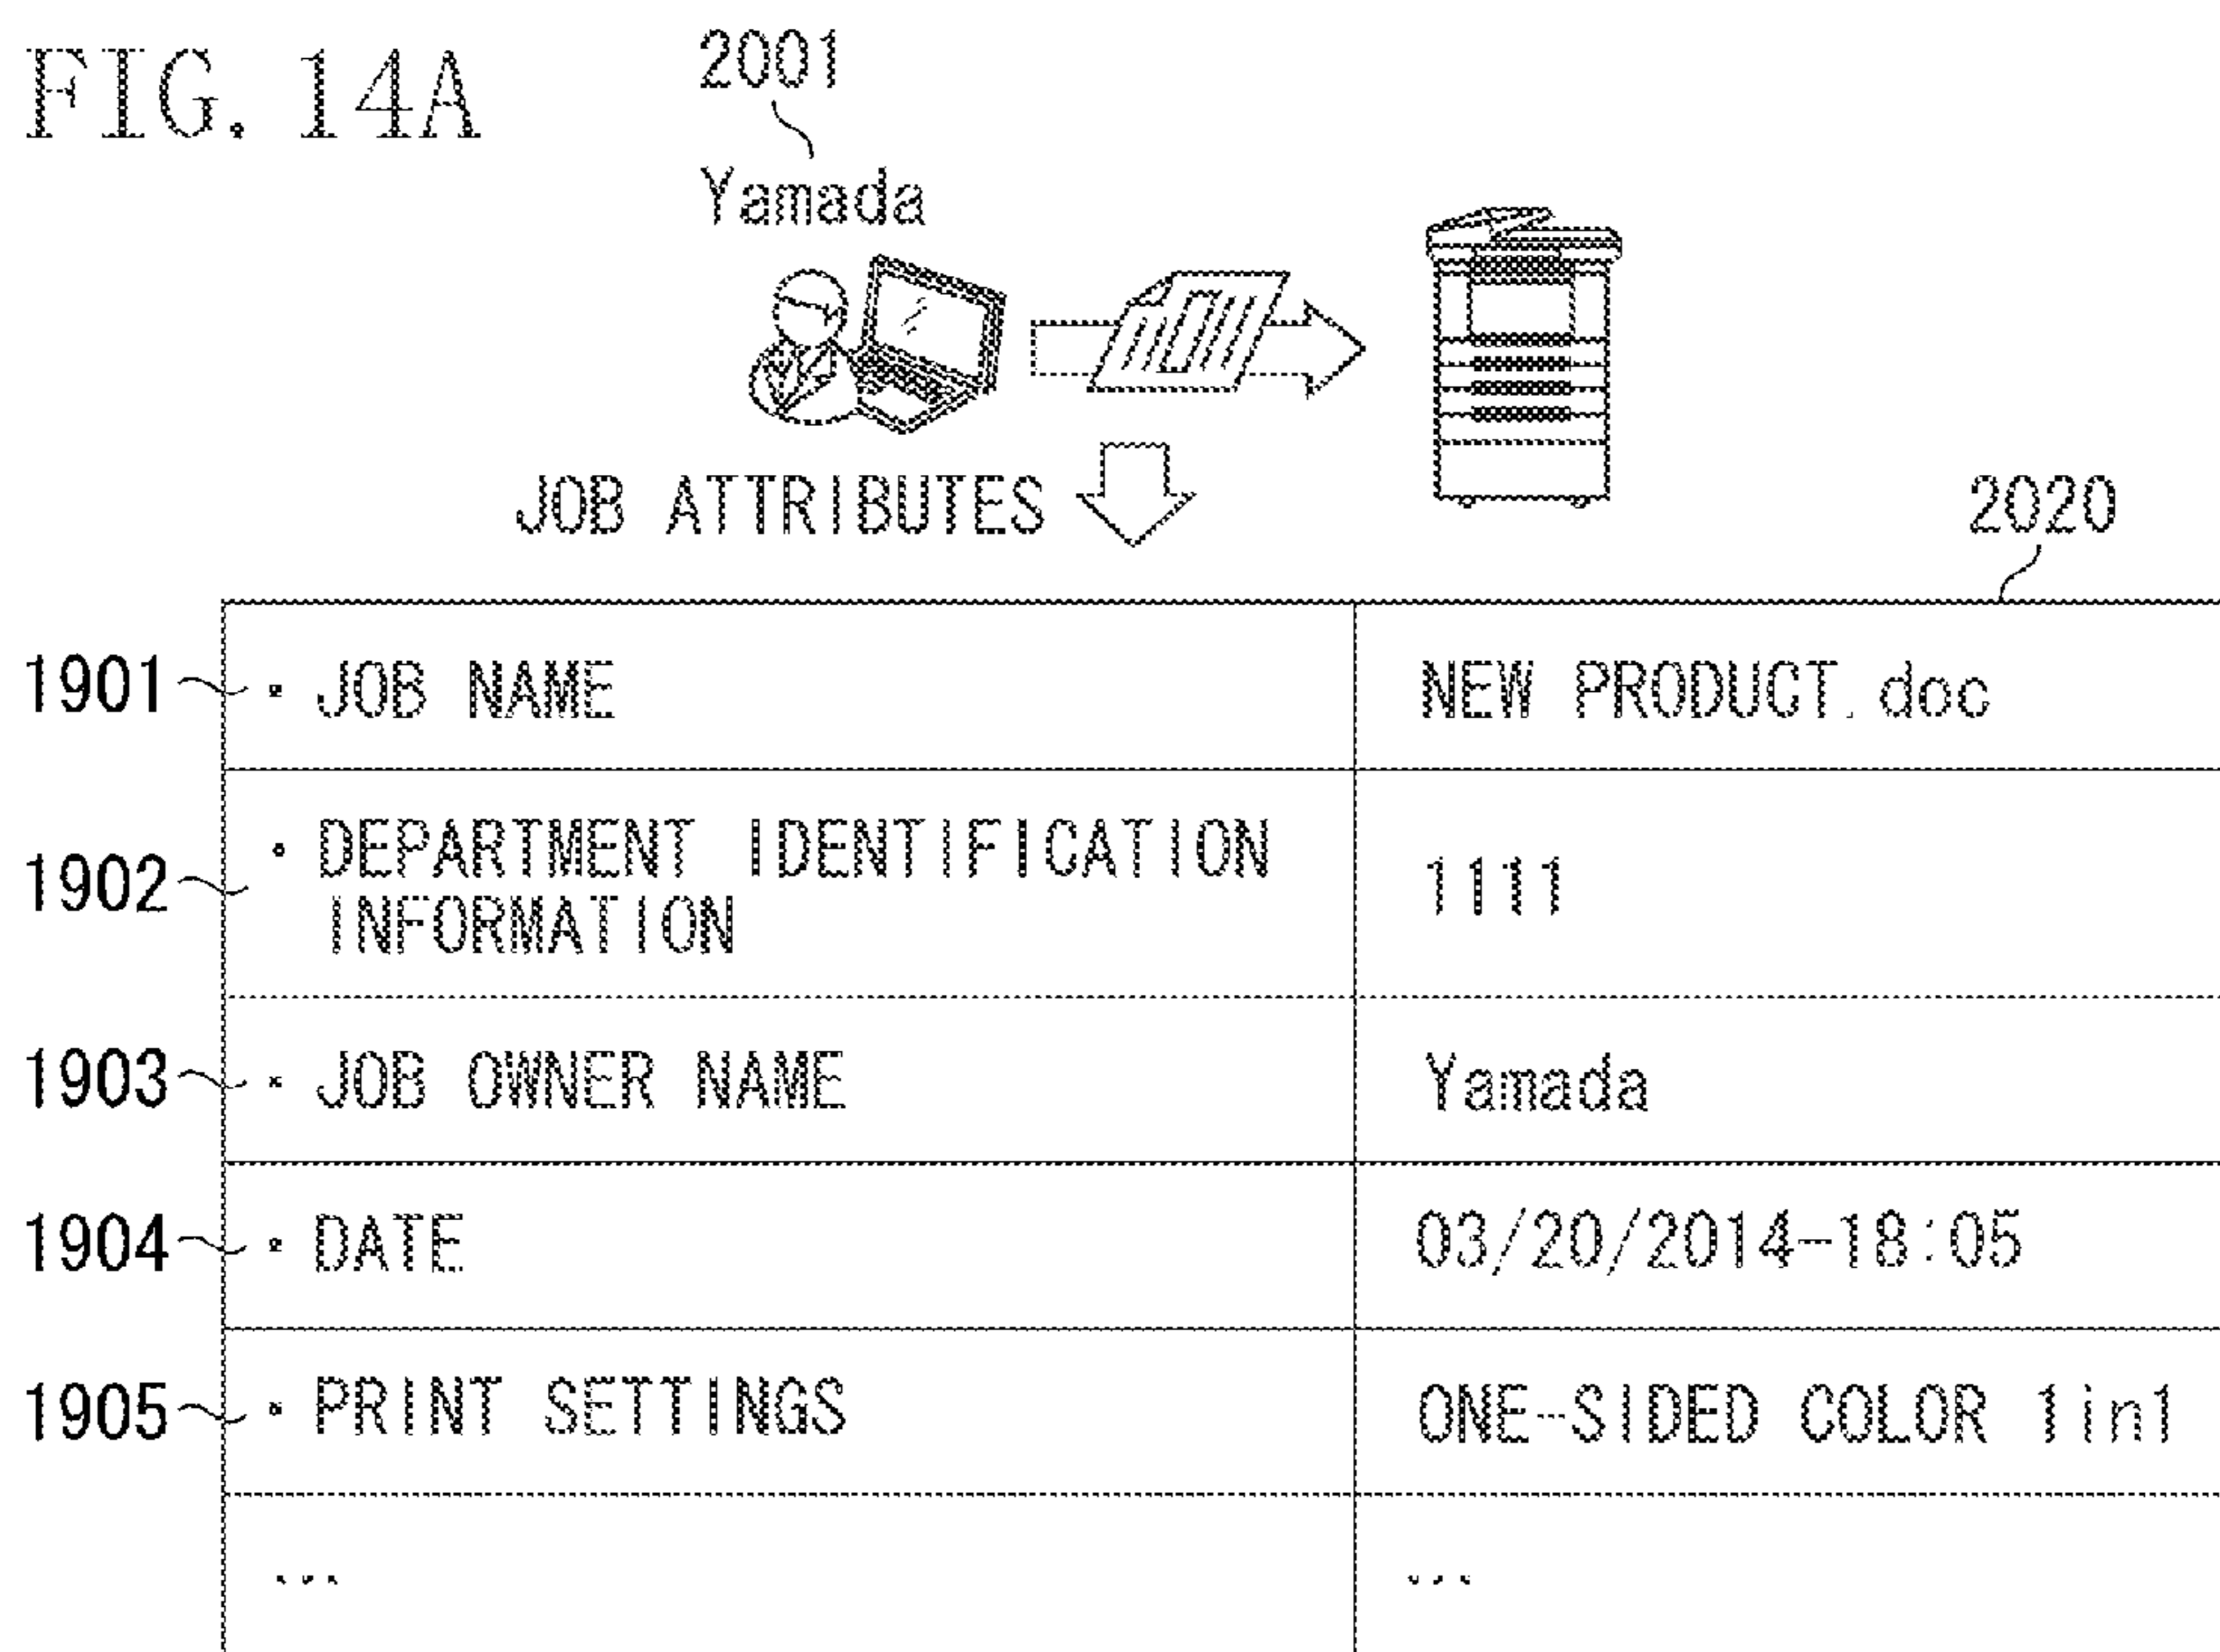 FIG. 14A
2001
Yamada
JOB ATTRIBUTES
2020
1901 · JOB NAME NEW PRODUCT.doc
1902 · DEPARTMENT IDENTIFICATION
INFORMATION 1111
1903 · JOB OWNER NAME Yamada
1904 · DATE 03/20/2014-18:05
1905 · PRINT SETTINGS ONE-SIDED COLOR 1in1
... ...